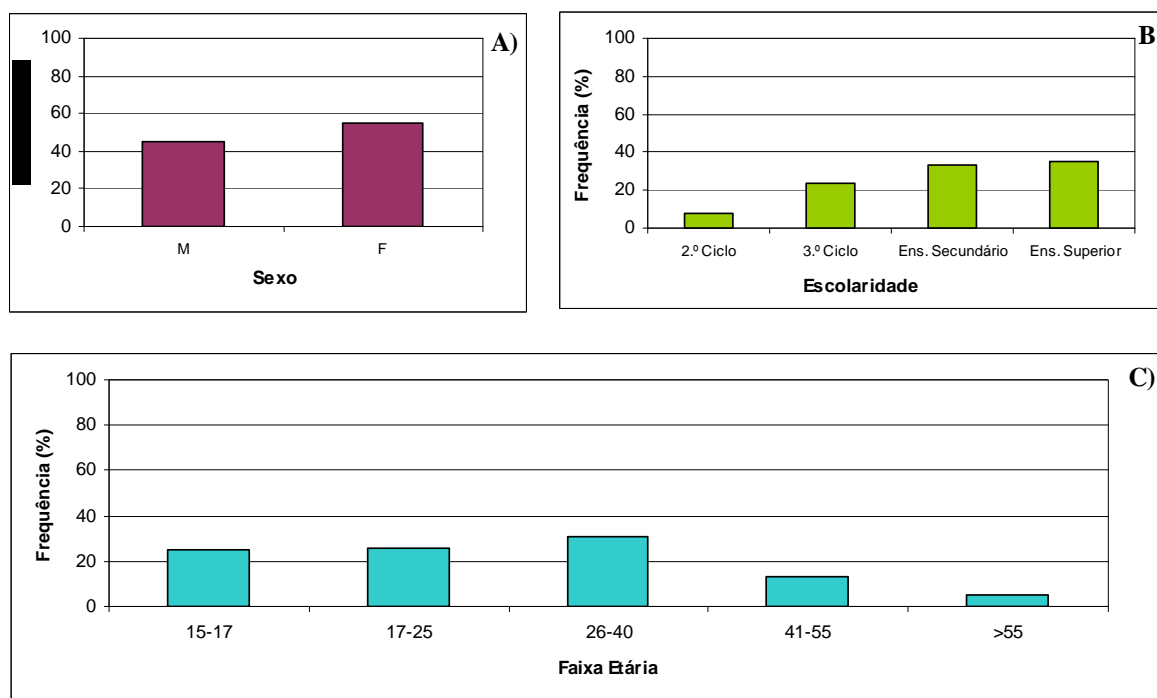 A)
100
80
60
40
20
0
M F
Sexo
B
Frequência (%)
100
80
60
40
20
0
2.º Ciclo 3.º Ciclo Ens. Secundário Ens. Superior
Escolaridade
C)
Frequência (%)
100
80
60
40
20
0
15-17 17-25 26-40 41-55 >55
Faixa Etária